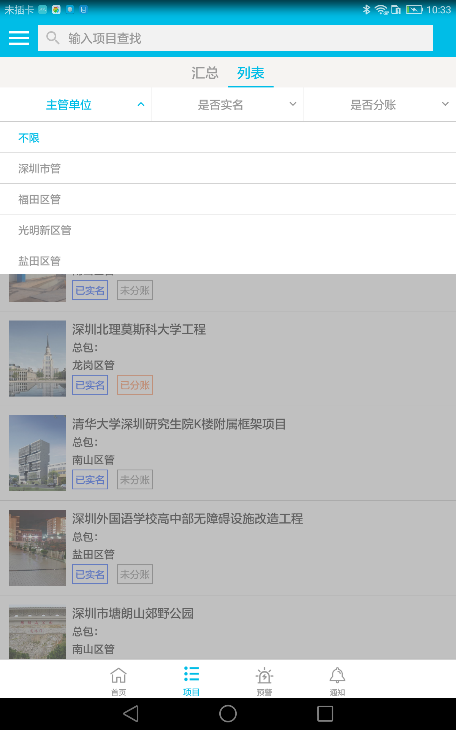 未插卡
10:33
输入项目查找
汇总 列表
主管单位 是否实名 是否分账
不限
深圳市管
福田区管
光明新区管
盐田区管
已实名 未分账
深圳北理莫斯科大学工程
总包:
龙岗区管
已实名 已分账
清华大学深圳研究生院K楼附属框架项目
总包:
南山区管
已实名 未分账
深圳外国语学校高中部无障碍设施改造工程
总包:
盐田区管
已实名 未分账
深圳市塘朗山郊野公园
总包:
南山区管
首页 项目 预警 通知